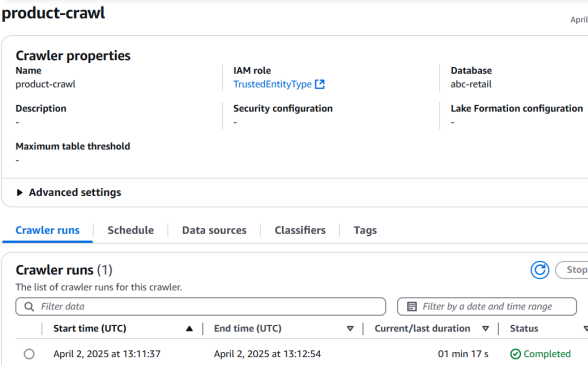 product-crawl
April
Crawler properties
Name IAM role Database
product-crawl TrustedEntityType abc-retail
Description Security configuration Lake Formation configuration
- - -
Maximum table threshold
-
Advanced settings
Crawler runs Schedule Data sources Classifiers Tags
Crawler runs (1)
Stop
The list of crawler runs for this crawler.
Filter data Filter by a date and time range
Start time (UTC) End time (UTC) Current/last duration Status
April 2, 2025 at 13:11:37 April 2, 2025 at 13:12:54 01 min 17 s Completed